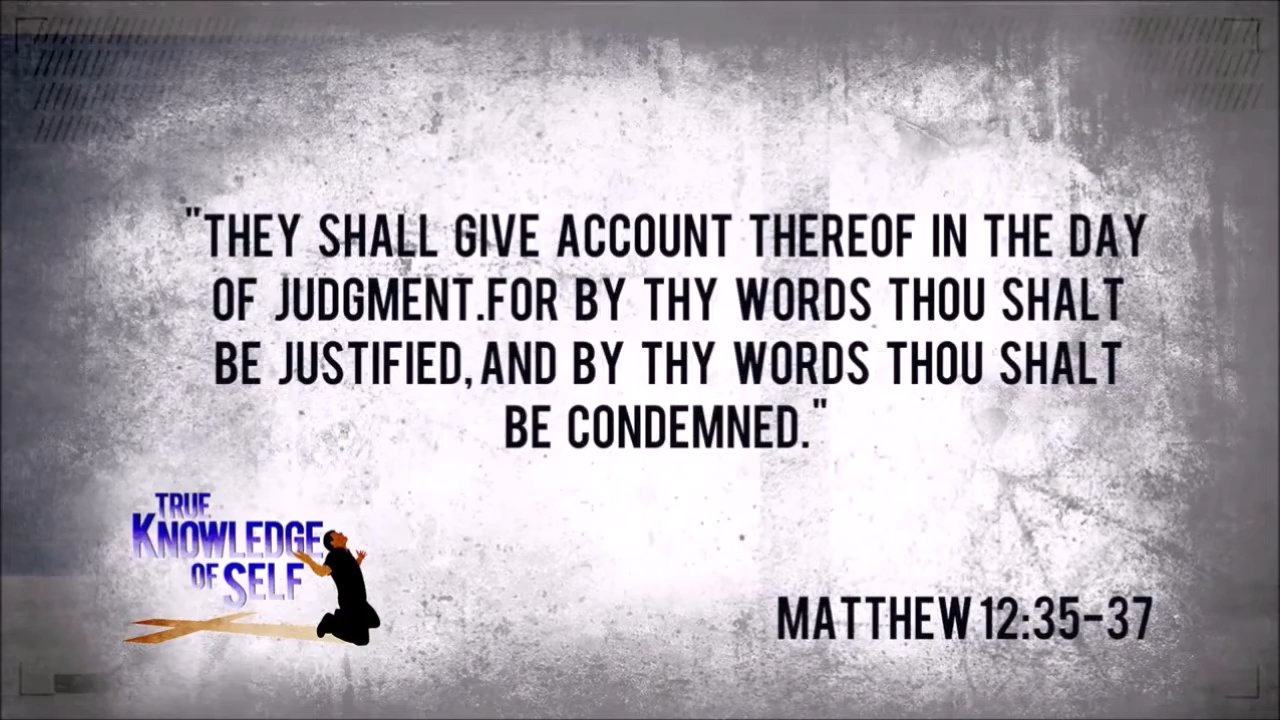 "THEY SHALL GIVE ACCOUNT THEREOF IN THE DAY
OF JUDGMENT.FOR BY THY WORDS THOU SHALT
BE JUSTIFIED, AND BY THY WORDS THOU SHALT
BE CONDEMNED."
TRUE
KNOWLEDGE
OF SELF
MATTHEW 12:35-37